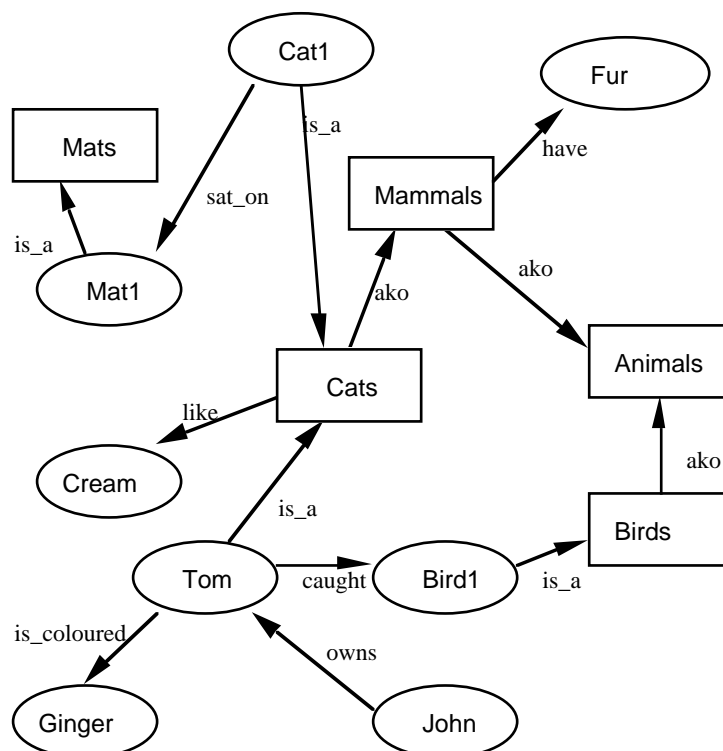 Cat1
Fur
is_a
Mats
have
sat_on
Mammals
is_a
ako
Mat1
ako
Animals
Cats
like
ako
Cream
is_a
Birds
Tom
caught
Bird1
is_a
is_coloured
owns
Ginger
John